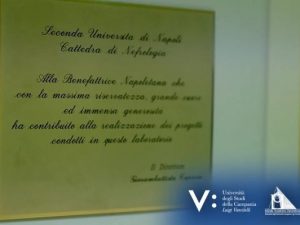 Seconda Università di Napoli
Cattedra di Nefrologia
Alla Benefattrice Napoletana che
con la massima riservatezza, grande cuore
ed immensa generosità
ha contribuito alla realizzazione dei progetti
condotti in questo laboratorio
Il Direttore
Giovambattista Capasso
V:
Università
degli Studi
della Campania
Luigi Vanvitelli